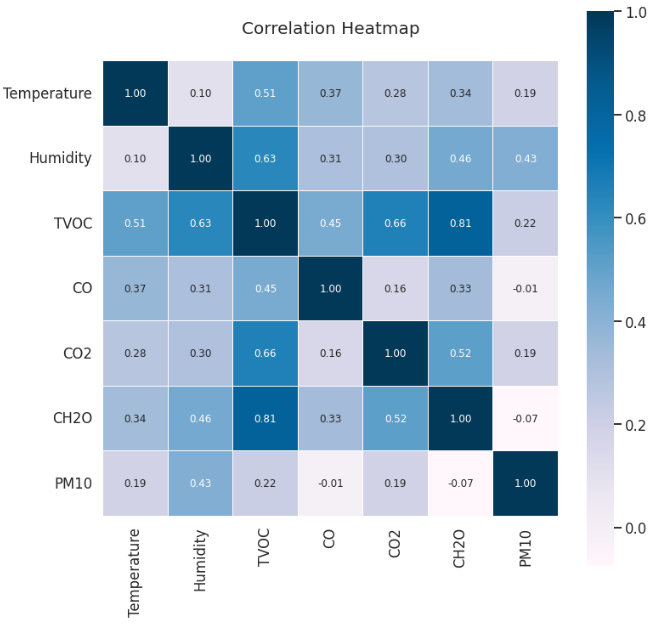 Correlation Heatmap
Temperature 1.00 0.10 0.51 0.37 0.28 0.34 0.19
Humidity 0.10 1.00 0.63 0.31 0.30 0.46 0.43
TVOC 0.51 0.63 1.00 0.45 0.66 0.81 0.22
CO 0.37 0.31 0.45 1.00 0.16 0.33 -0.01
CO2 0.28 0.30 0.66 0.16 1.00 0.52 0.19
CH2O 0.34 0.46 0.81 0.33 0.52 1.00 -0.07
PM10 0.19 0.43 0.22 -0.01 0.19 -0.07 1.00
Temperature Humidity TVOC CO CO2 CH2O PM10
1.0
0.8
0.6
0.4
0.2
0.0